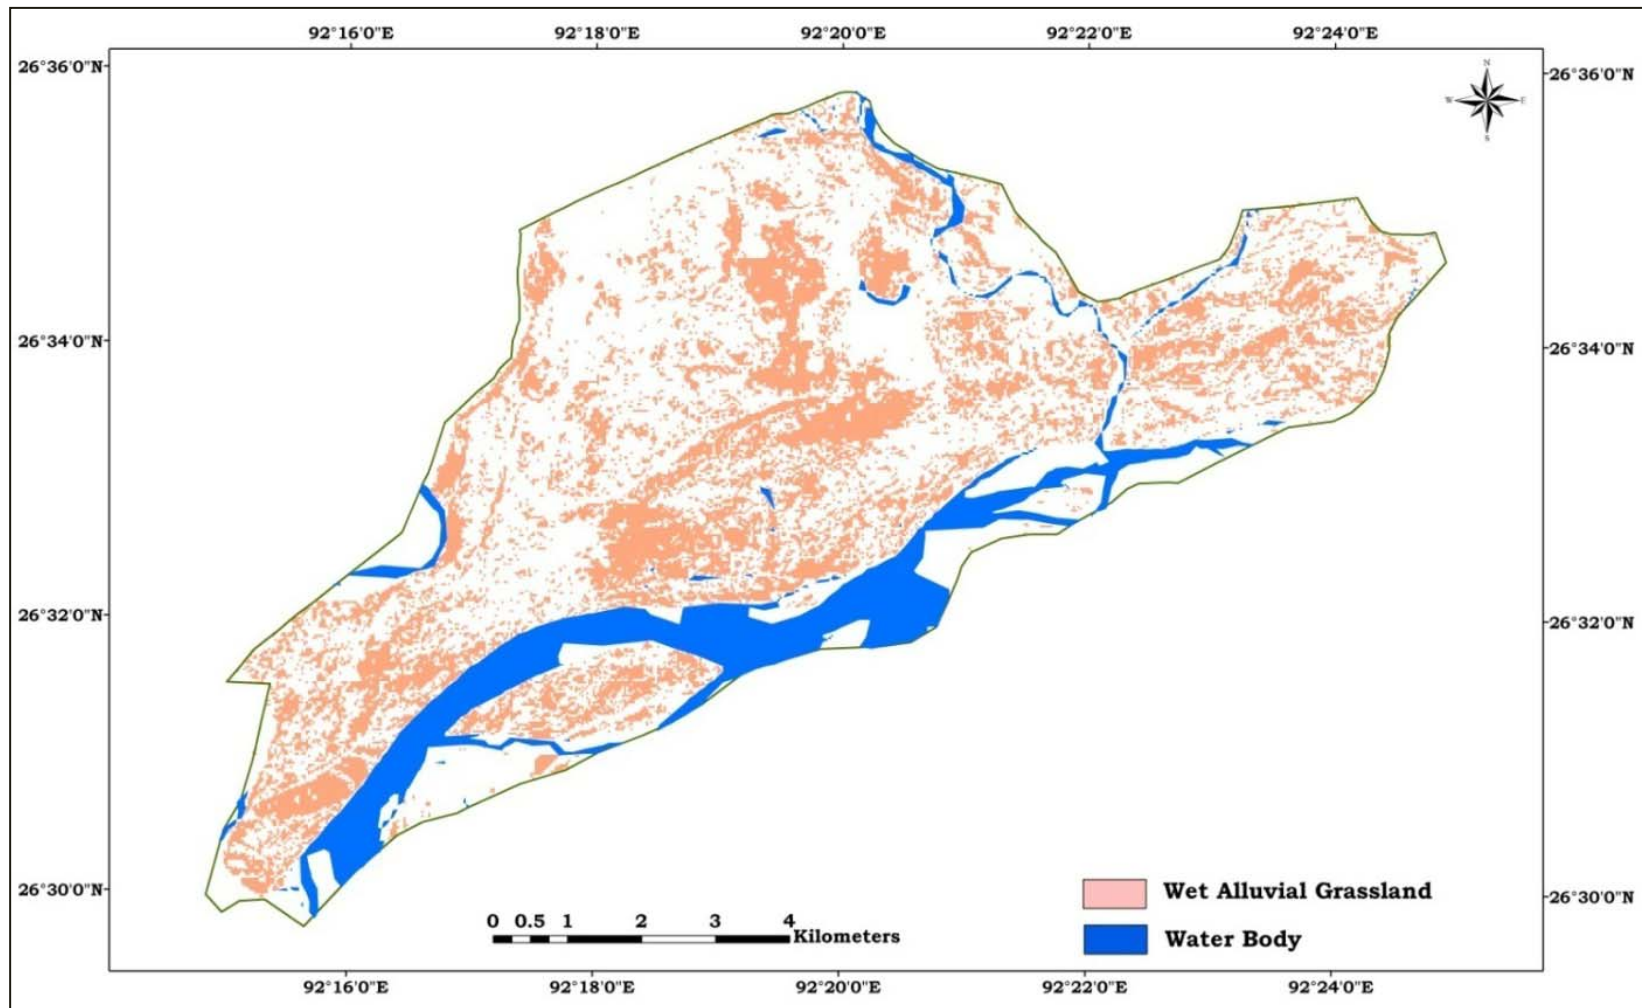 92°16'0"E 92°18'0"E 92°20'0"E 92°22'0"E 92°24'0"E
26°36'0"N 26°36'0"N
N
W E
S
26°34'0"N 26°34'0"N
26°32'0"N 26°32'0"N
26°30'0"N 26°30'0"N
Wet Alluvial Grassland
0 0.5 1 2 3 4
Kilometers
Water Body
92°16'0"E 92°18'0"E 92°20'0"E 92°22'0"E 92°24'0"E